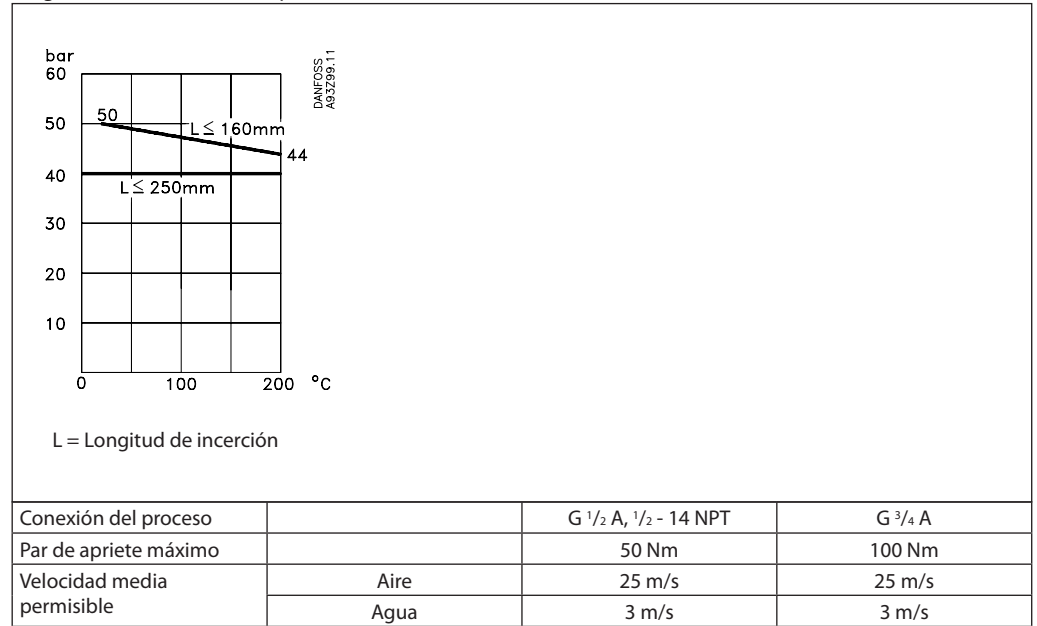 bar
60
50
40
30
20
10
0 100 200 °C
50
L ≤ 160mm
44
L ≤ 250mm
DANFOSS
A93Z99.11
L = Longitud de inserción
Conexión del proceso G 1/2 A, 1/2 - 14 NPT G 3/4 A
Par de apriete máximo 50 Nm 100 Nm
Velocidad media permisible Aire 25 m/s 25 m/s
Agua 3 m/s 3 m/s